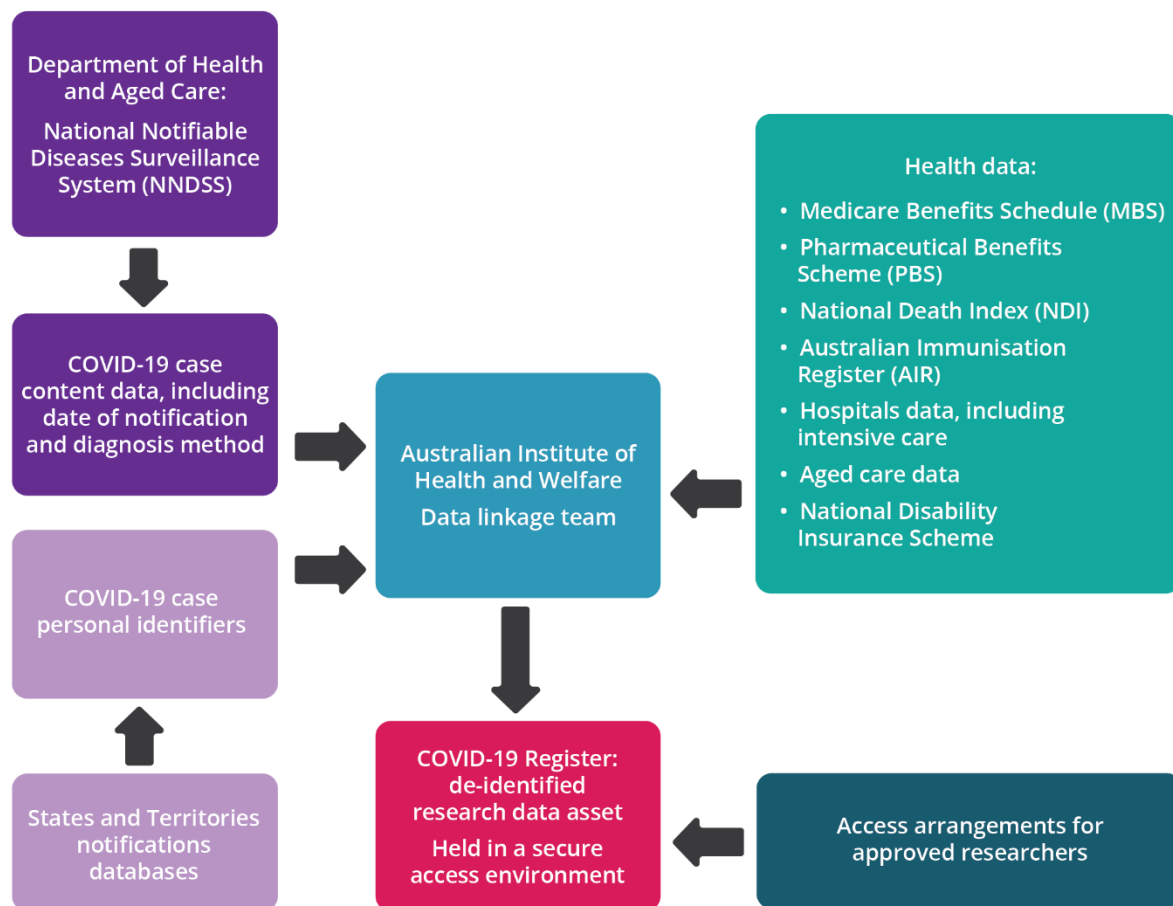 Department of Health
and Aged Care:
National Notifiable
Diseases Surveillance
System (NNDSS)
COVID-19 case
content data, including
date of notification
and diagnosis method
COVID-19 case
personal identifiers
States and Territories
notifications
databases
Australian Institute of
Health and Welfare
Data linkage team
COVID-19 Register:
de-identified
research data asset
Held in a secure
access environment
Health data:
• Medicare Benefits Schedule (MBS)
• Pharmaceutical Benefits
Scheme (PBS)
• National Death Index (NDI)
• Australian Immunisation
Register (AIR)
• Hospitals data, including
intensive care
• Aged care data
• National Disability
Insurance Scheme
Access arrangements for
approved researchers